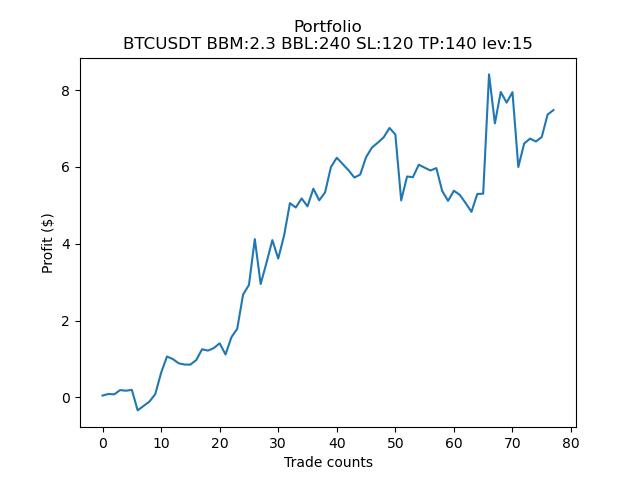 Portfolio
BTCUSDT BBM:2.3 BBL:240 SL:120 TP:140 lev:15
Profit ($)
8
6
4
2
0
0 10 20 30 40 50 60 70 80
Trade counts